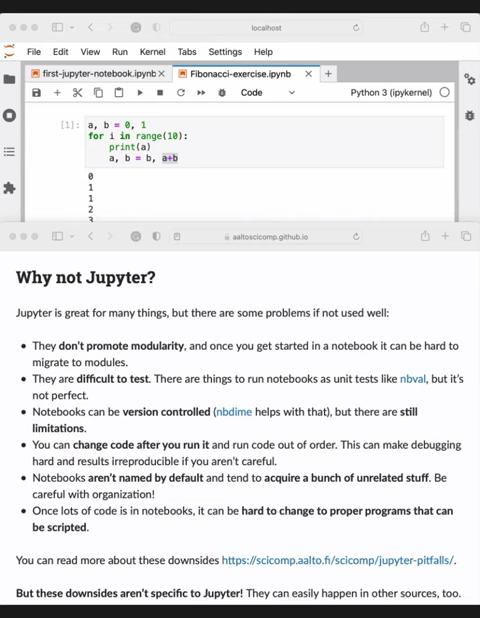 localhost
File Edit View Run Kernel Tabs Settings Help
first-jupyter-notebook.ipynb Fibonacci-exercise.ipynb
Code Python 3 (ipykernel)
[1]: a, b = 0, 1
for i in range(10):
print(a)
a, b = b, a+b
0
1
1
2
3
aaltoscicomp.github.io
Why not Jupyter?
Jupyter is great for many things, but there are some problems if not used well:
• They don't promote modularity, and once you get started in a notebook it can be hard to
migrate to modules.
• They are difficult to test. There are things to run notebooks as unit tests like nbval, but it's
not perfect.
• Notebooks can be version controlled (nbdime helps with that), but there are still
limitations.
• You can change code after you run it and run code out of order. This can make debugging
hard and results irreproducible if you aren't careful.
• Notebooks aren't named by default and tend to acquire a bunch of unrelated stuff. Be
careful with organization!
• Once lots of code is in notebooks, it can be hard to change to proper programs that can
be scripted.
You can read more about these downsides https://scicomp.aalto.fi/scicomp/jupyter-pitfalls/.
But these downsides aren't specific to Jupyter! They can easily happen in other sources, too.